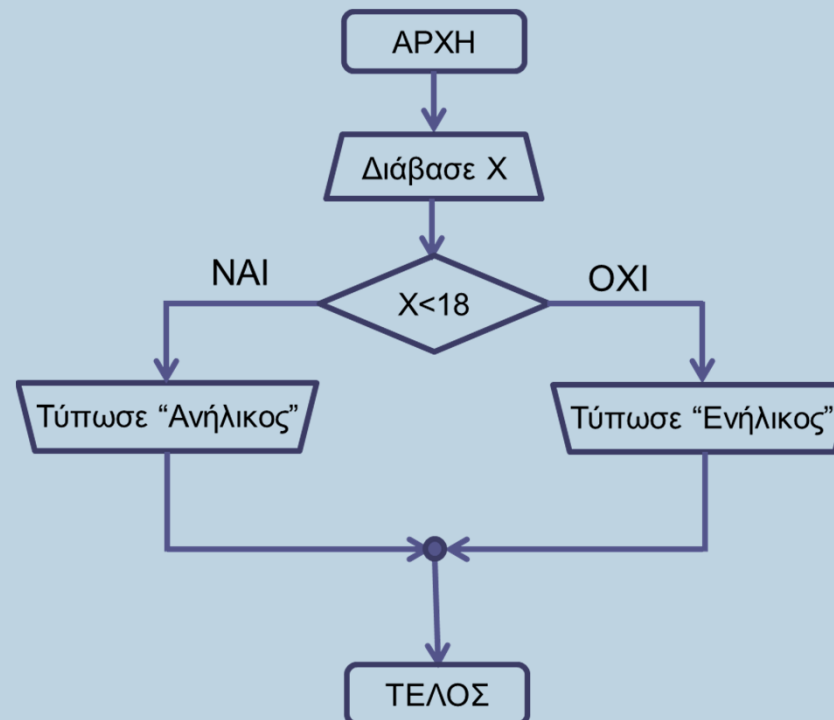 ΑΡΧΗ
Διάβασε Χ
ΝΑΙ
Χ<18
ΟΧΙ
Τύπωσε “Ανήλικος”
Τύπωσε “Ενήλικος”
ΤΕΛΟΣ